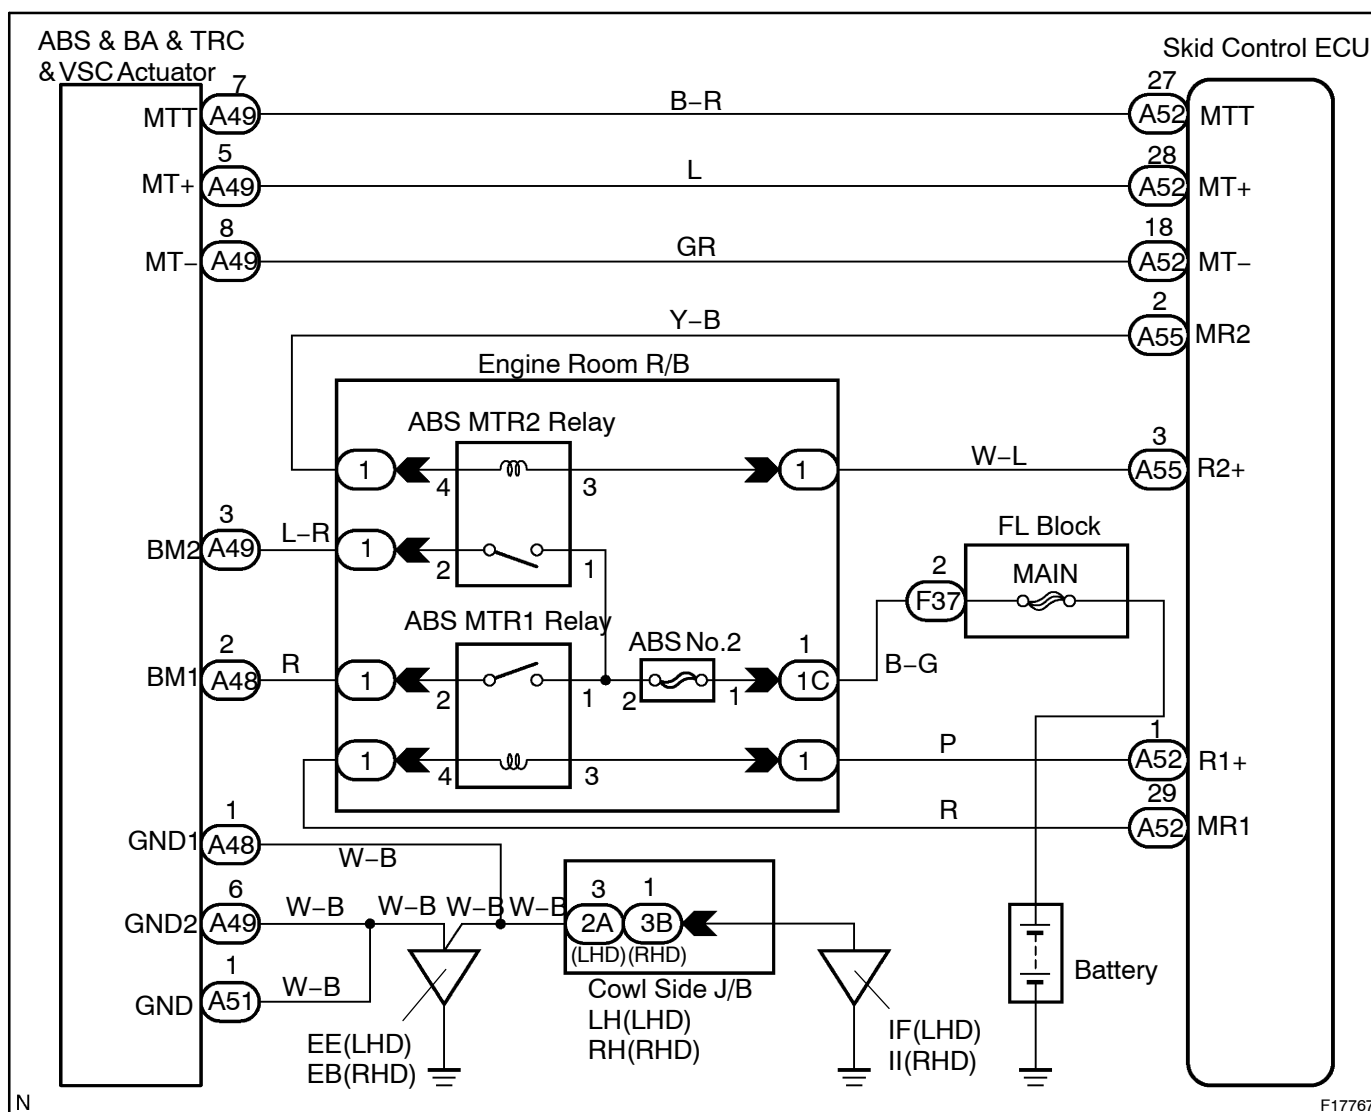 ABS & BA & TRC
& VSC Actuator
Skid Control ECU
7
MTT A49
B–R
27
A52 MTT
5
MT+ A49
L
28
A52 MT+
8
MT– A49
GR
18
A52 MT–
Y–B
2
A55 MR2
Engine Room R/B
ABS MTR2 Relay
1
4
3
1
W–L
3
A55 R2+
3
BM2 A49
L–R
1
2
1
FL Block
MAIN
2
F37
ABS MTR1 Relay
ABS No.2
2
BM1 A48
R
1
2
1
2
1
1
1C
B–G
1
4
3
1
P
1
A52 R1+
R
29
A52 MR1
1
GND1 A48
W–B
6
GND2 A49
W–B
W–B
W–B
W–B
3
2A
(LHD)
1
3B
(RHD)
1
GND A51
W–B
Cowl Side J/B
LH(LHD)
RH(RHD)
EE(LHD)
EB(RHD)
IF(LHD)
II(RHD)
Battery
N
F17767